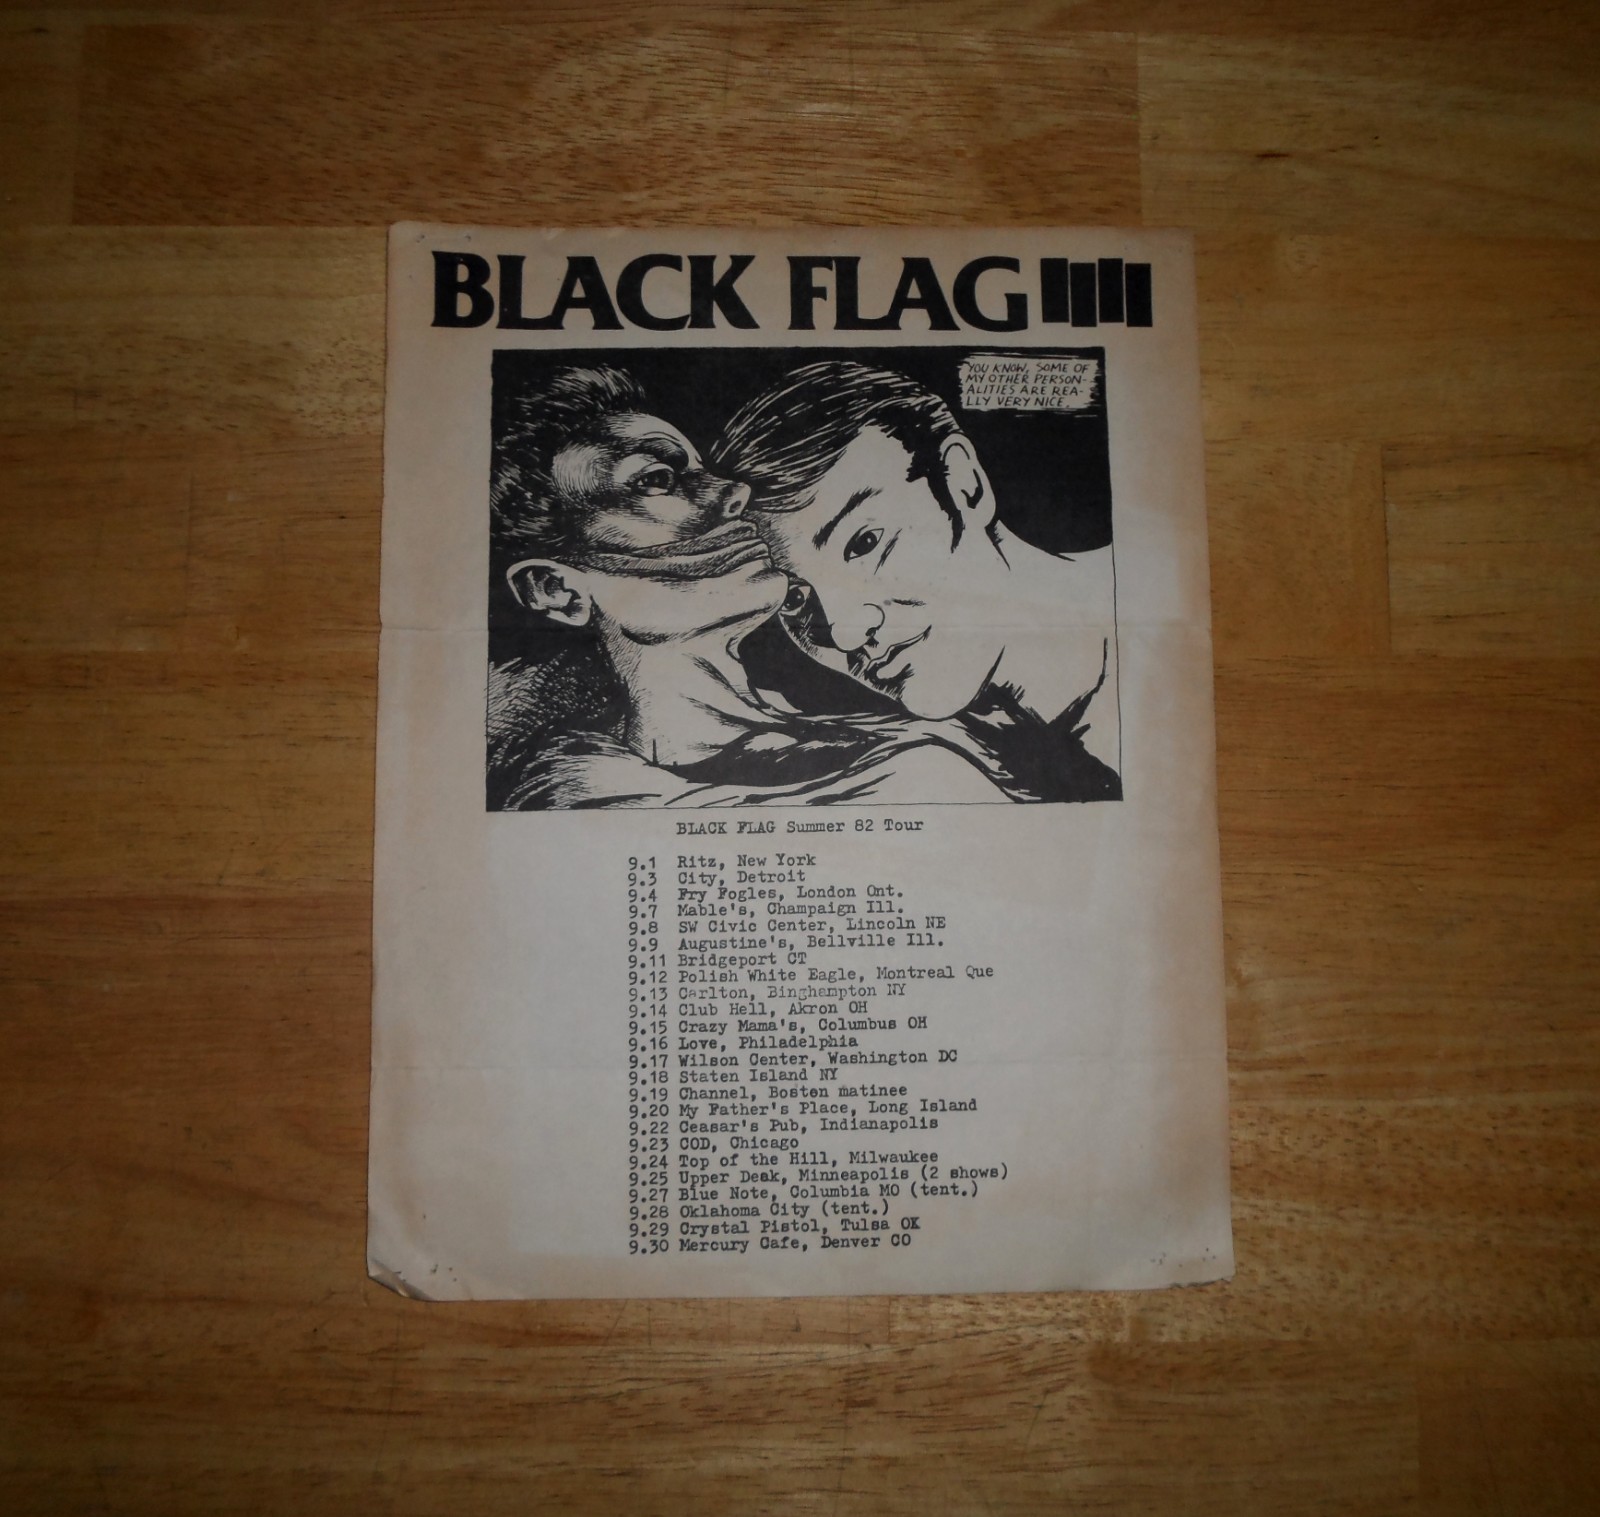 BLACK FLAG
YOU KNOW, SOME OF
MY OTHER PERSON-
ALITIES ARE REA-
LLY VERY NICE.
BLACK FLAG Summer 82 Tour
9.1 Ritz, New York
9.3 City, Detroit
9.4 Fry Fogles, London Ont.
9.7 Mable's, Champaign Ill.
9.8 SW Civic Center, Lincoln NE
9.9 Augustine's, Bellville Ill.
9.11 Bridgeport CT
9.12 Polish White Eagle, Montreal Que
9.13 Carlton, Binghampton NY
9.14 Club Hell, Akron OH
9.15 Crazy Mama's, Columbus OH
9.16 Love, Philadelphia
9.17 Wilson Center, Washington DC
9.18 Staten Island NY
9.19 Channel, Boston matinee
9.20 My Father's Place, Long Island
9.22 Ceasar's Pub, Indianapolis
9.23 COD, Chicago
9.24 Top of the Hill, Milwaukee
9.25 Upper Deak, Minneapolis (2 shows)
9.27 Blue Note, Columbia MO (tent.)
9.28 Oklahoma City (tent.)
9.29 Crystal Pistol, Tulsa OK
9.30 Mercury Cafe, Denver CO